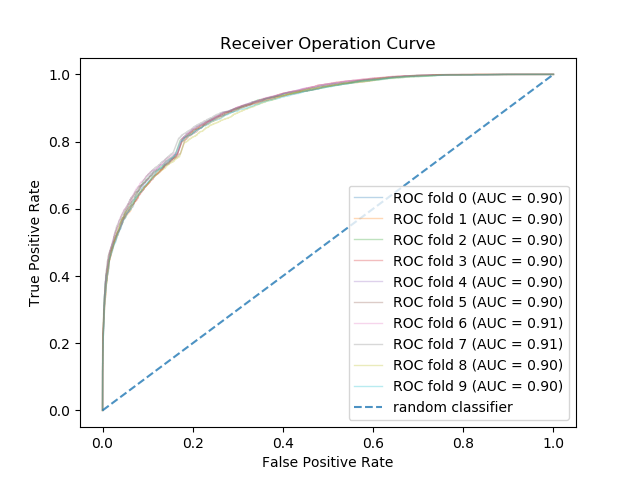 Receiver Operation Curve
True Positive Rate
1.0
0.8
0.6
0.4
0.2
0.0
ROC fold 0 (AUC = 0.90)
ROC fold 1 (AUC = 0.90)
ROC fold 2 (AUC = 0.90)
ROC fold 3 (AUC = 0.90)
ROC fold 4 (AUC = 0.90)
ROC fold 5 (AUC = 0.90)
ROC fold 6 (AUC = 0.91)
ROC fold 7 (AUC = 0.91)
ROC fold 8 (AUC = 0.90)
ROC fold 9 (AUC = 0.90)
random classifier
0.0 0.2 0.4 0.6 0.8 1.0
False Positive Rate